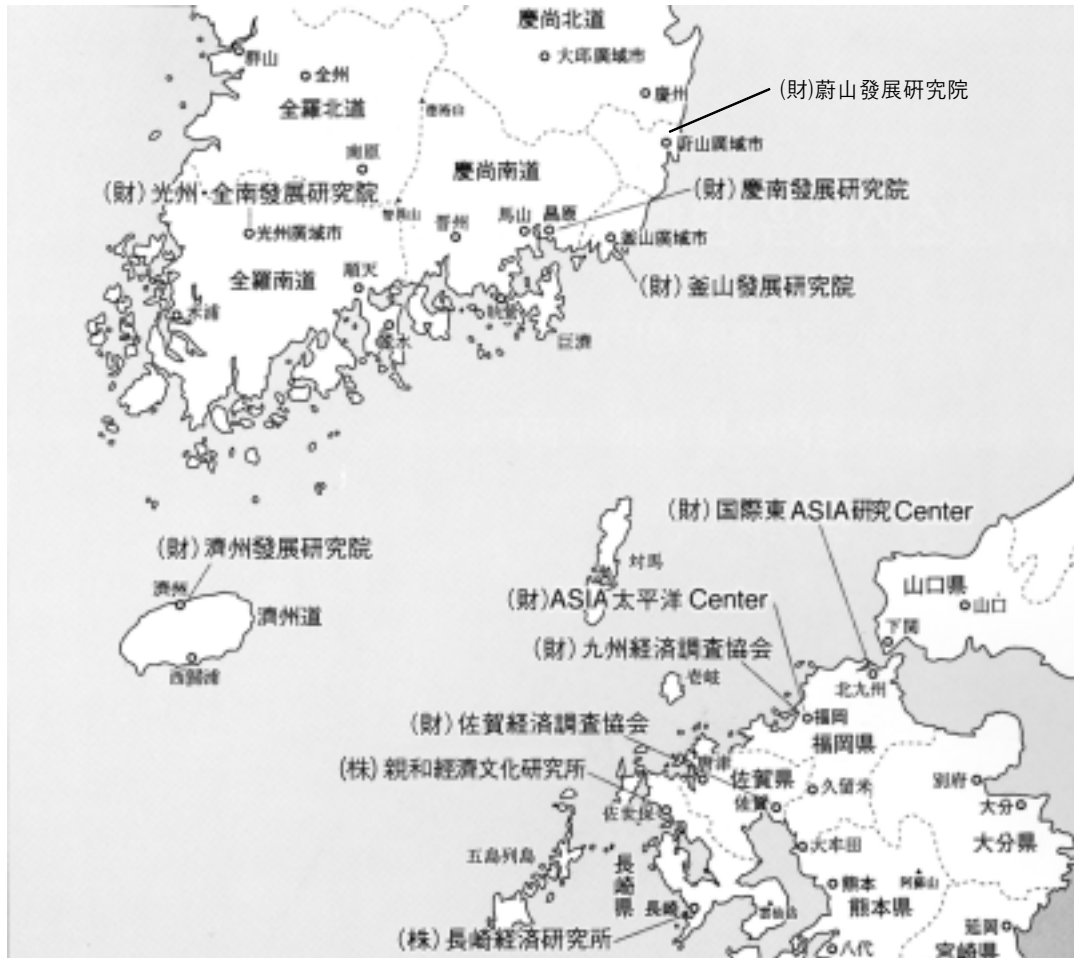 慶尚北道
群山
全州
大邱廣域市
慶州
(財)蔚山發展研究院
全羅北道
蔚山廣域市
南原
慶尚南道
(財) 光州·全南發展研究院
(財) 慶南發展研究院
智異山
馬山
昌原
光州廣域市
晋州
釜山廣域市
全羅南道
順天
(財) 釜山發展研究院
木浦
麗水
巨濟
(財) 国際東ASIA研究Center
(財) 濟州發展研究院
対馬
濟州
山口県
(財)ASIA太平洋 Center
山口
濟州道
下関
(財) 九州経済調査協会
西歸浦
壱岐
北九州
(財) 佐賀経済調査協会
福岡
福岡県
唐津
(株) 親和経濟文化研究所
佐賀県
久留米
別府
佐世保
佐賀
大分
大牟田
大分県
五島列島
長崎県
熊本
阿蘇山
長崎
雲仙岳
熊本県
(株) 長崎経済研究所
延岡
八代
宮崎県